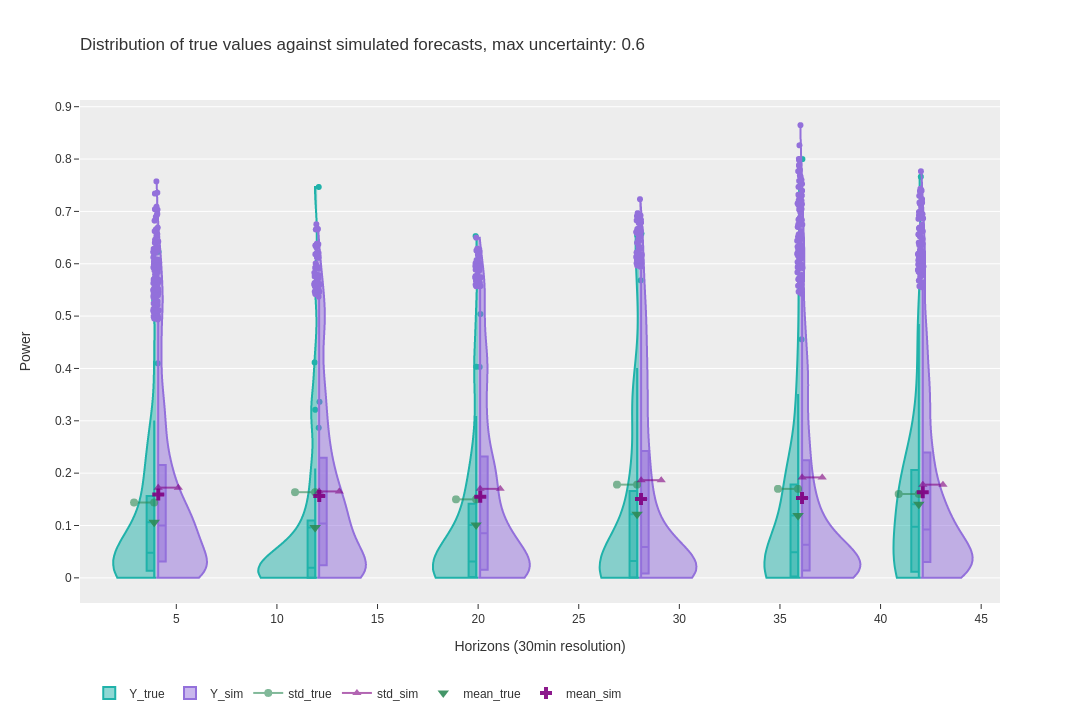 Distribution of true values against simulated forecasts, max uncertainty: 0.6
0.9
0.8
0.7
0.6
0.5
0.4
0.3
0.2
0.1
0
Power
5 10 15 20 25 30 35 40 45
Horizons (30min resolution)
Y_true Y_sim std_true std_sim mean_true mean_sim